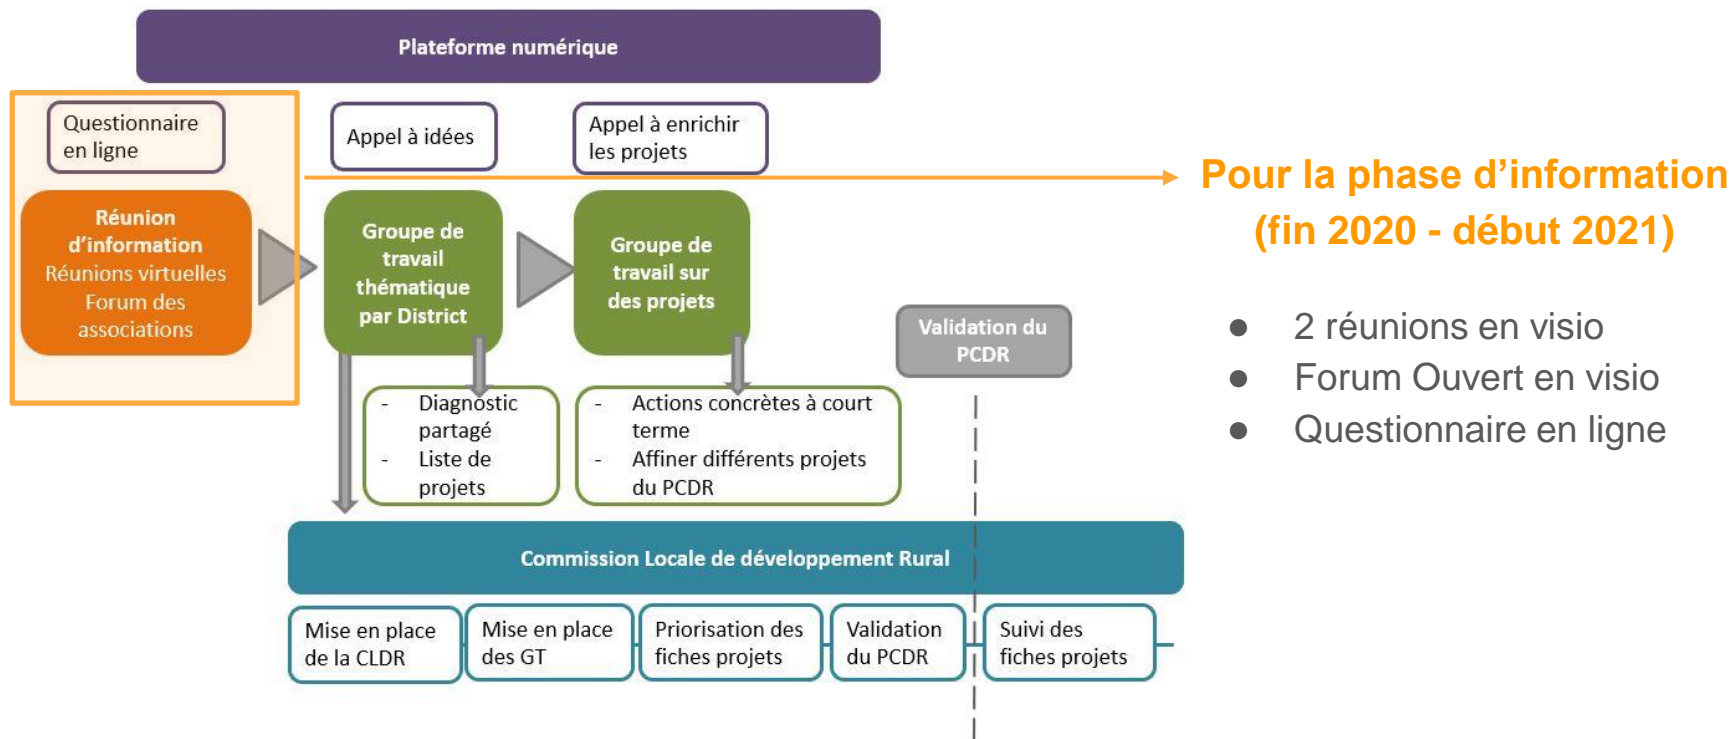 Plateforme numérique
Questionnaire
en ligne
Appel à idées
Appel à enrichir
les projets
Réunion
d'information
Réunions virtuelles
Forum des
associations
Groupe de
travail
thématique
par District
Groupe de
travail sur
des projets
Pour la phase d’information
(fin 2020 - début 2021)
● 2 réunions en visio
● Forum Ouvert en visio
● Questionnaire en ligne
Validation du
PCDR
- Diagnostic
partagé
- Liste de
projets
- Actions concrètes à court
terme
- Affiner différents projets
du PCDR
Commission Locale de développement Rural
Mise en place
de la CLDR
Mise en place
des GT
Priorisation des
fiches projets
Validation
du PCDR
Suivi des
fiches projets